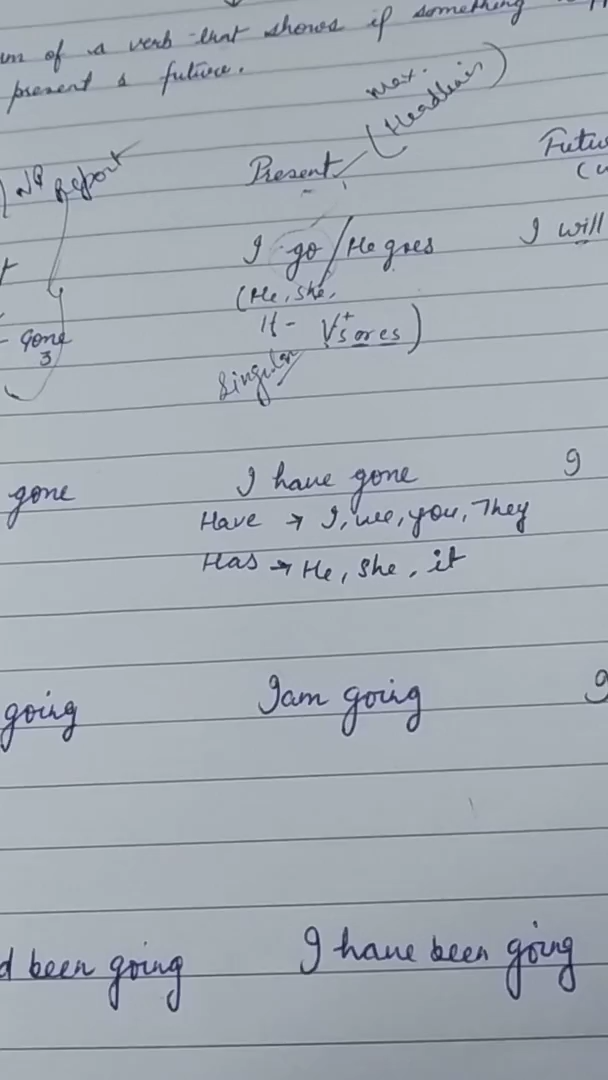 of a verb that shows if something
present & future.
max.
(Headlines)
Report
Present
I go / He goes
I will
(He, she,
It - V+s or es)
Gone
3
Singular
gone
I have gone
I
Have → I, we, you, They
Has → He, she, it
going
I am going
I
been going
I have been going